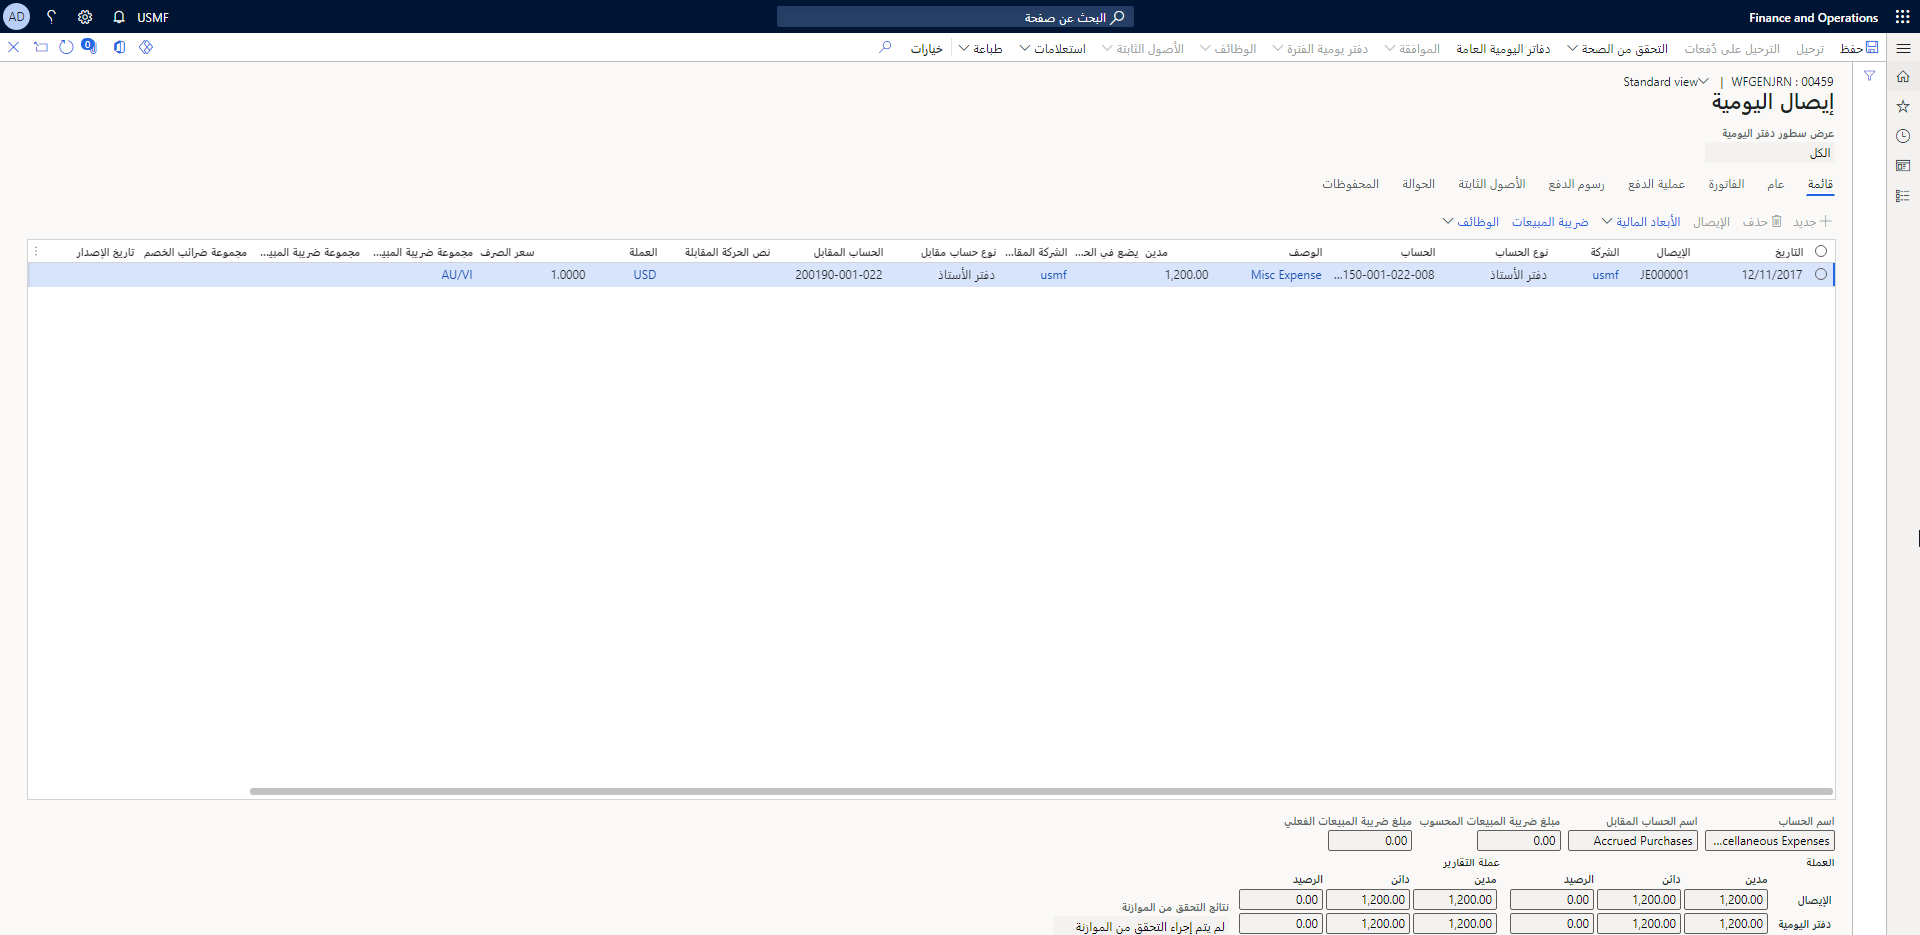 Finance and Operations
البحث عن صفحة
USMF
AD
حفظ
ترحيل
الترحيل على دُفعات
التحقق من الصحة
دفاتر اليومية العامة
الموافقة
دفتر يومية الفترة
الوظائف
الأصول الثابتة
استعلامات
طباعة
خيارات
0
WFGENJRN : 00459 | Standard view
إيصال اليومية
عرض سطور دفتر اليومية
الكل
قائمة
عام
الفاتورة
عملية الدفع
رسوم الدفع
الأصول الثابتة
الحوالة
المحفوظات
جديد
حذف
الإيصال
الأبعاد المالية
ضريبة المبيعات
الوظائف
التاريخ
الإيصال
الشركة
نوع الحساب
الحساب
الوصف
مدين
يضع في الح...
الشركة المقا...
نوع حساب مقابل
الحساب المقابل
نص الحركة المقابلة
العملة
سعر الصرف
مجموعة ضريبة المبيـ...
مجموعة ضريبة المبيـ...
مجموعة ضرائب الخصم
تاريخ الإصدار
12/11/2017
JE000001
usmf
دفتر الأستاذ
...150-001-022-008
Misc Expense
1,200.00
usmf
دفتر الأستاذ
200190-001-022
USD
1.0000
AU/VI
اسم الحساب
اسم الحساب المقابل
مبلغ ضريبة المبيعات المحسوب
مبلغ ضريبة المبيعات الفعلي
...cellaneous Expenses
Accrued Purchases
0.00
0.00
العملة
عملة التقارير
مدين
دائن
الرصيد
مدين
دائن
الرصيد
الإيصال
1,200.00
1,200.00
0.00
1,200.00
1,200.00
0.00
نتائج التحقق من الموازنة
دفتر اليومية
1,200.00
1,200.00
0.00
1,200.00
1,200.00
0.00
لم يتم إجراء التحقق من الموازنة